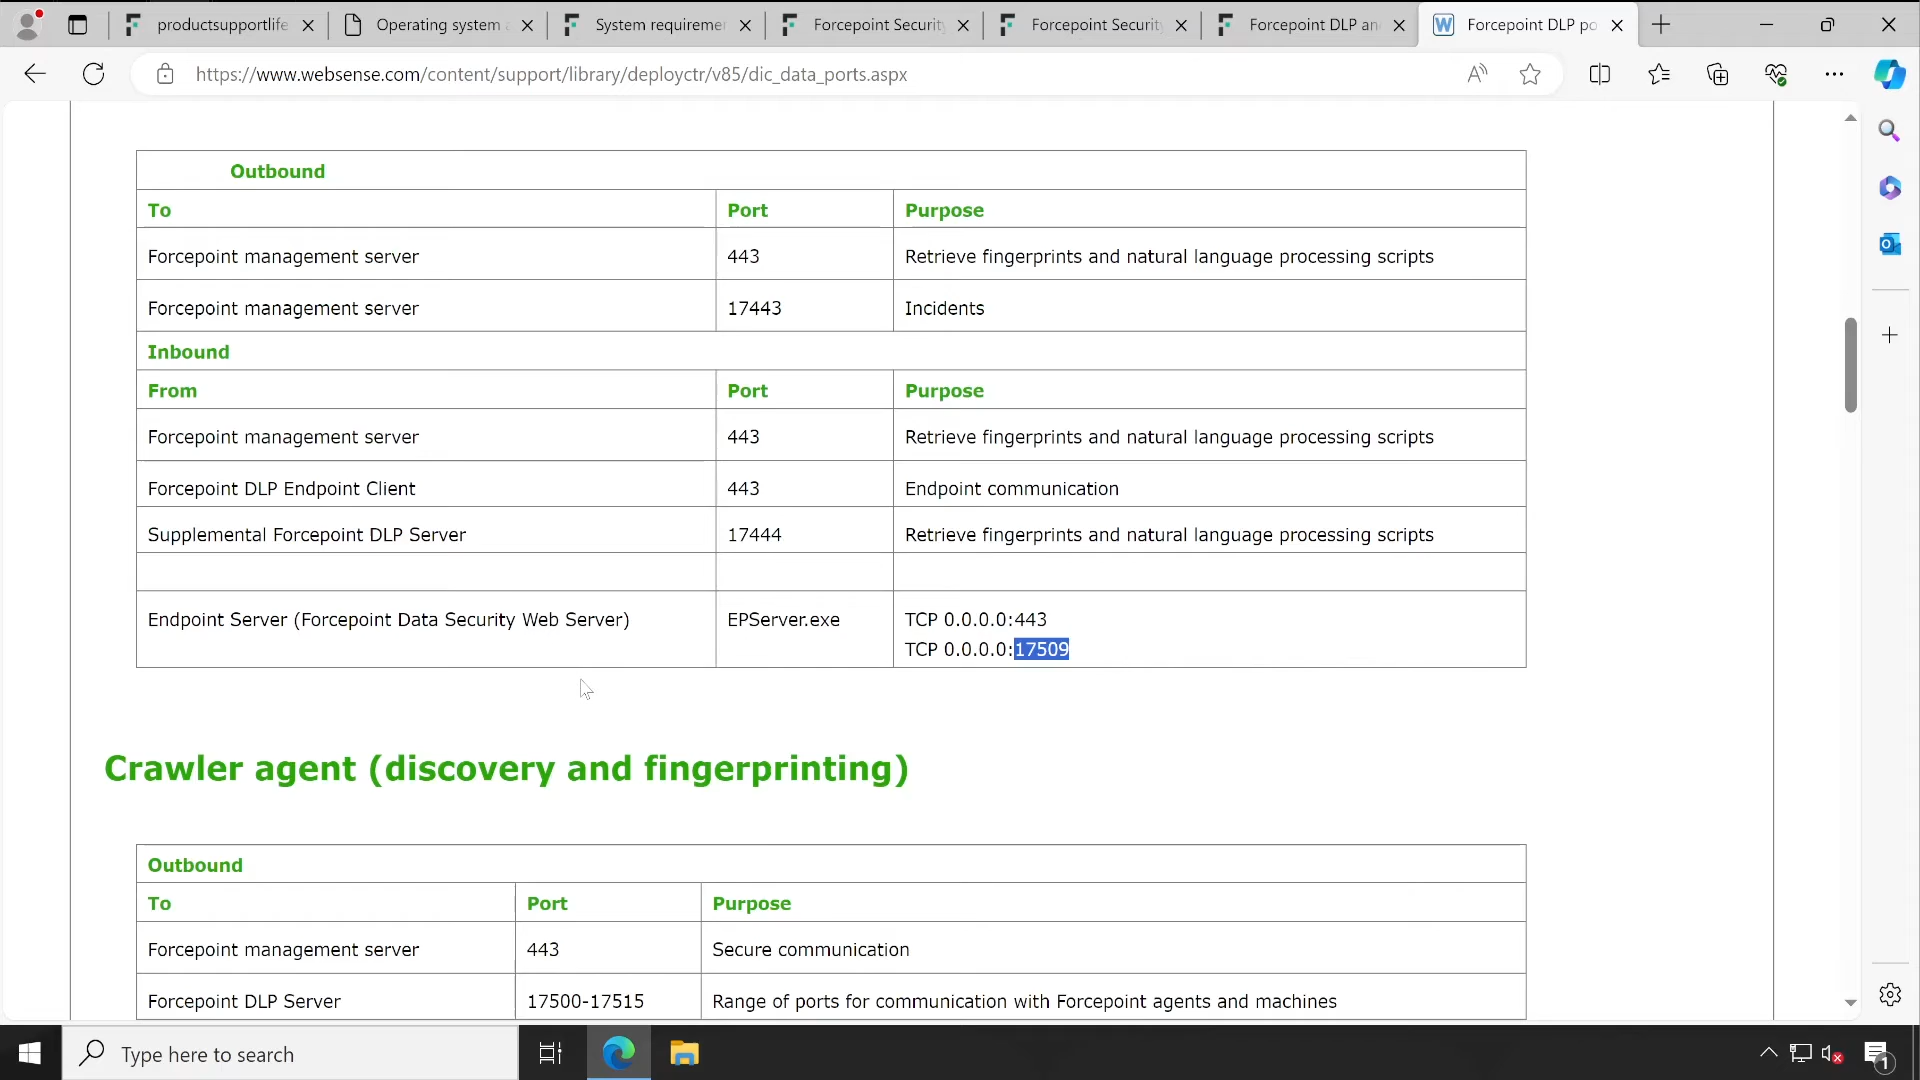 productsupportlife
Operating system a
System requiremen
Forcepoint Security
Forcepoint Security
Forcepoint DLP an
Forcepoint DLP po
https://www.websense.com/content/support/library/deployctr/v85/dic_data_ports.aspx
Outbound
To Port Purpose
Forcepoint management server 443 Retrieve fingerprints and natural language processing scripts
Forcepoint management server 17443 Incidents
Inbound
From Port Purpose
Forcepoint management server 443 Retrieve fingerprints and natural language processing scripts
Forcepoint DLP Endpoint Client 443 Endpoint communication
Supplemental Forcepoint DLP Server 17444 Retrieve fingerprints and natural language processing scripts
Endpoint Server (Forcepoint Data Security Web Server) EPServer.exe TCP 0.0.0.0:443
TCP 0.0.0.0:17509
Crawler agent (discovery and fingerprinting)
Outbound
To Port Purpose
Forcepoint management server 443 Secure communication
Forcepoint DLP Server 17500-17515 Range of ports for communication with Forcepoint agents and machines
Type here to search
1